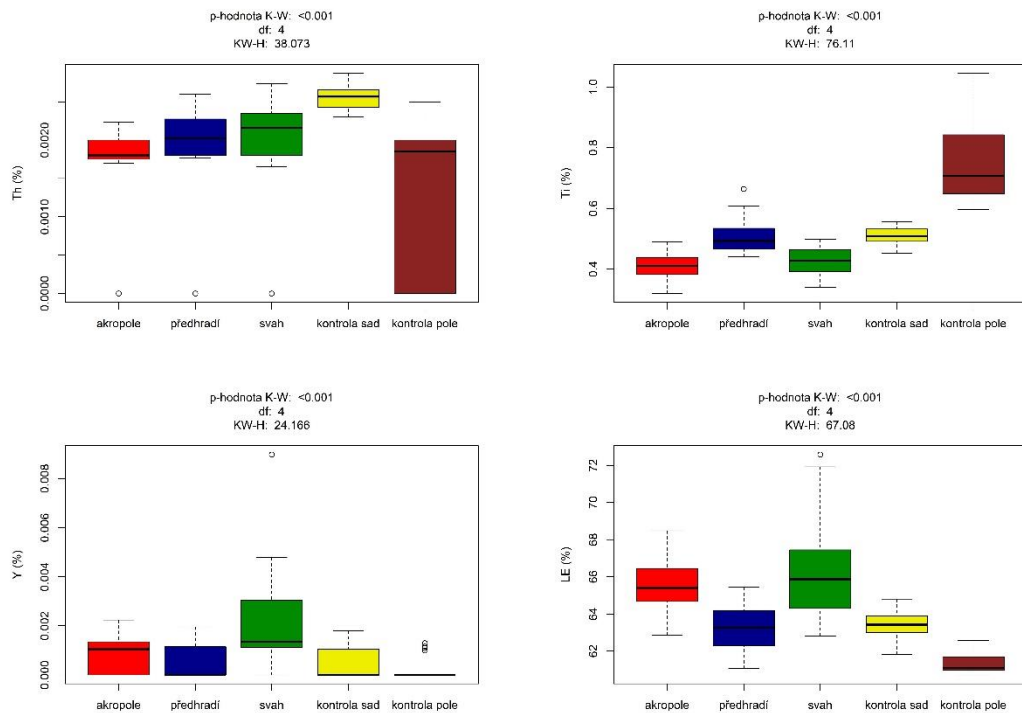 p-hodnota K-W: <0.001
df: 4
KW-H: 38.073
Th (%)
0.0020
0.0010
0.0000
akropole předhradí svah kontrola sad kontrola pole
p-hodnota K-W: <0.001
df: 4
KW-H: 76.11
Ti (%)
1.0
0.8
0.6
0.4
akropole předhradí svah kontrola sad kontrola pole
p-hodnota K-W: <0.001
df: 4
KW-H: 24.166
Y (%)
0.008
0.006
0.004
0.002
0.000
akropole předhradí svah kontrola sad kontrola pole
p-hodnota K-W: <0.001
df: 4
KW-H: 67.08
LE (%)
72
70
68
66
64
62
akropole předhradí svah kontrola sad kontrola pole